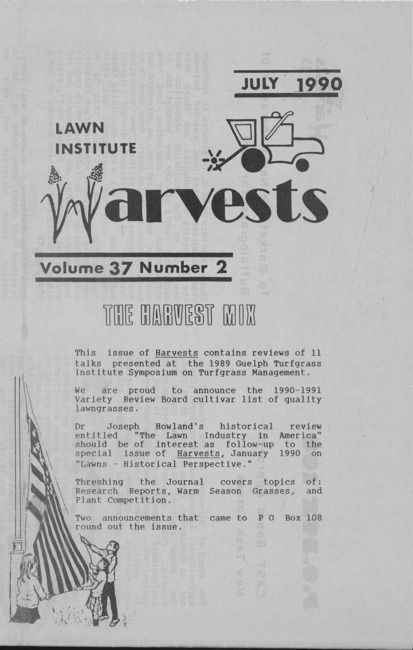 JULY 1990
LAWN
INSTITUTE
Harvests
Volume 37 Number 2
THE HARVEST MIX
This issue of Harvests contains reviews of 11
talks presented at the 1989 Guelph Turfgrass
Institute Symposium on Turfgrass Management.
We are proud to announce the 1990-1991
Variety Review Board cultivar list of quality
lawngrasses.
Dr Joseph Howland's historical review
entitled "The Lawn Industry in America"
should be of interest as follow-up to the
special issue of Harvests, January 1990 on
"Lawns - Historical Perspective."
Threshing the Journal covers topics of:
Research Reports, Warm Season Grasses, and
Plant Competition.
Two announcements that came to P O Box 108
round out the issue.